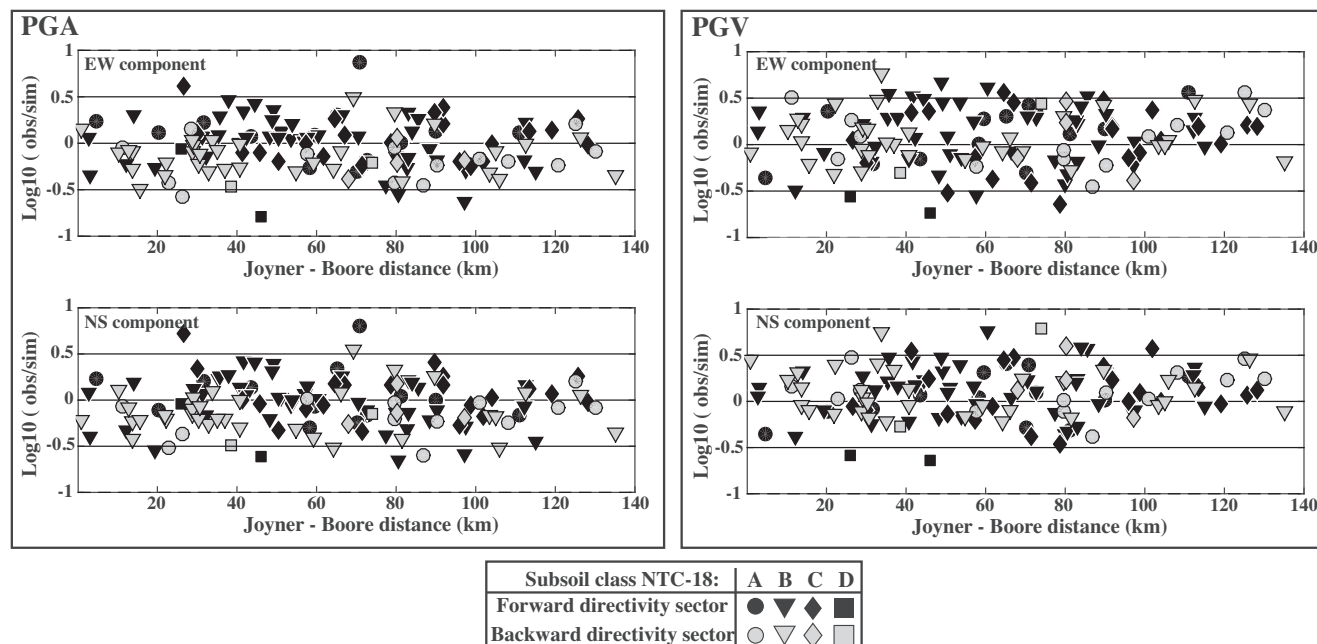 PGA
EW component
Log10 ( obs/sim)
1
0.5
0
-0.5
-1
20 40 60 80 100 120 140
Joyner - Boore distance (km)
NS component
Log10 ( obs/sim)
1
0.5
0
-0.5
-1
20 40 60 80 100 120 140
Joyner - Boore distance (km)
PGV
EW component
Log10 ( obs/sim)
1
0.5
0
-0.5
-1
20 40 60 80 100 120 140
Joyner - Boore distance (km)
NS component
Log10 ( obs/sim)
1
0.5
0
-0.5
-1
20 40 60 80 100 120 140
Joyner - Boore distance (km)
Subsoil class NTC-18: A B C D
Forward directivity sector
Backward directivity sector